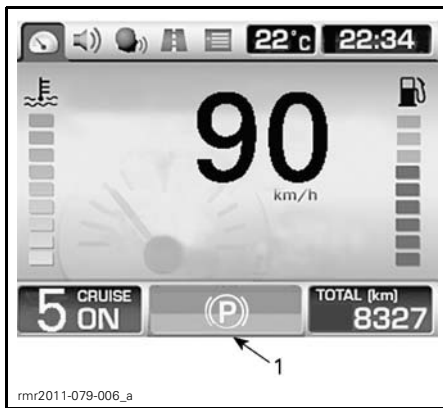 22°c 22:34
90
km/h
5 CRUISE ON
(P)
TOTAL (km)
8327
1
rmr2011-079-006_a